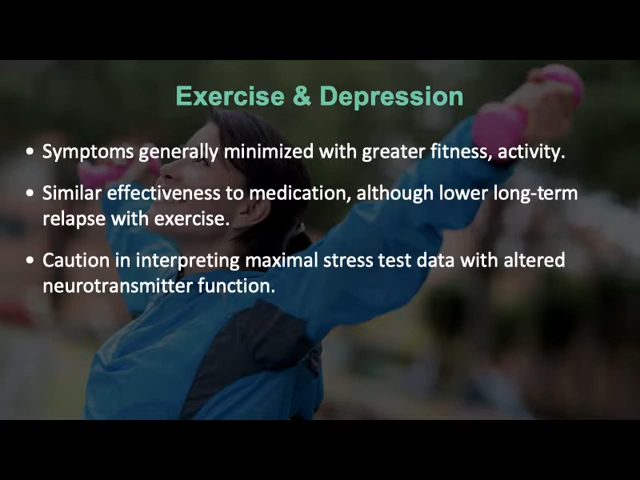 Exercise & Depression
• Symptoms generally minimized with greater fitness, activity.
• Similar effectiveness to medication, although lower long-term
relapse with exercise.
• Caution in interpreting maximal stress test data with altered
neurotransmitter function.